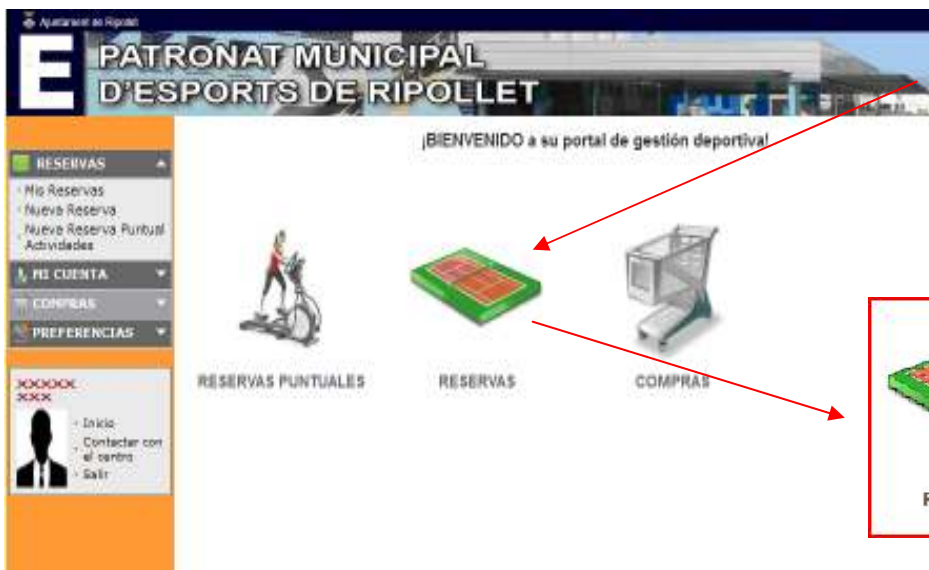 Ajuntament de Ripollet
E
PATRONAT MUNICIPAL
D'ESPORTS DE RIPOLLET
¡BIENVENIDO a su portal de gestión deportiva!
RESERVAS
Mis Reservas
Nueva Reserva
Nueva Reserva Puntual
Actividades
MI CUENTA
COMPRAS
PREFERENCIAS
XXXXXX
XXX
Inicio
Contactar con
el centro
Salir
RESERVAS PUNTUALES
RESERVAS
COMPRAS